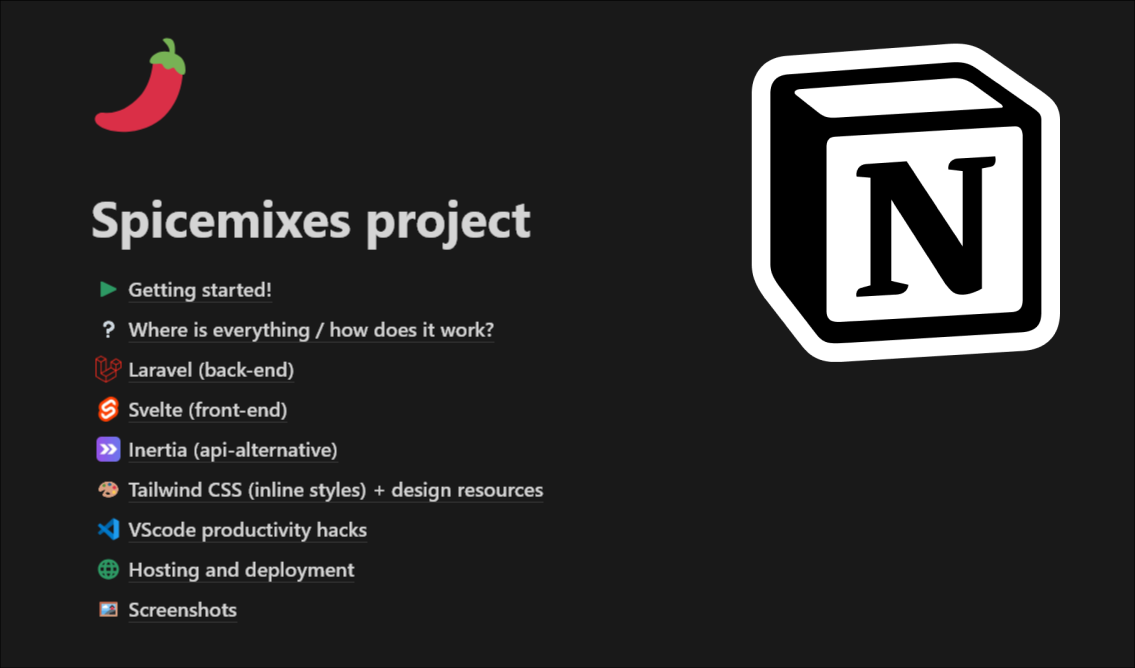 Spicemixes project
Getting started!
Where is everything / how does it work?
Laravel (back-end)
Svelte (front-end)
Inertia (api-alternative)
Tailwind CSS (inline styles) + design resources
VScode productivity hacks
Hosting and deployment
Screenshots
N